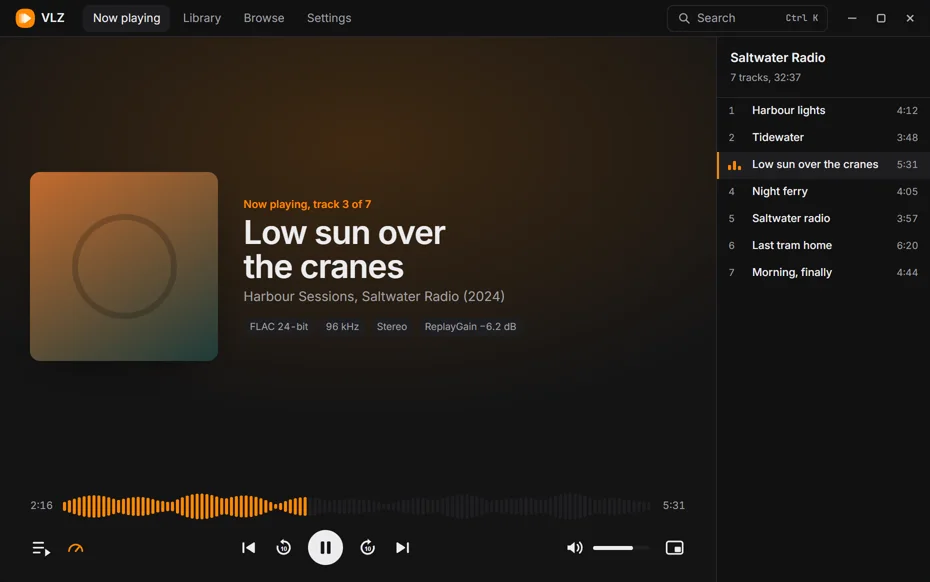 VLZ
Now playing
Library
Browse
Settings
Search
Ctrl K
Now playing, track 3 of 7
Low sun over
the cranes
Harbour Sessions, Saltwater Radio (2024)
FLAC 24-bit
96 kHz
Stereo
ReplayGain −6.2 dB
2:16
5:31
10
10
Saltwater Radio
7 tracks, 32:37
1 Harbour lights 4:12
2 Tidewater 3:48
Low sun over the cranes 5:31
4 Night ferry 4:05
5 Saltwater radio 3:57
6 Last tram home 6:20
7 Morning, finally 4:44